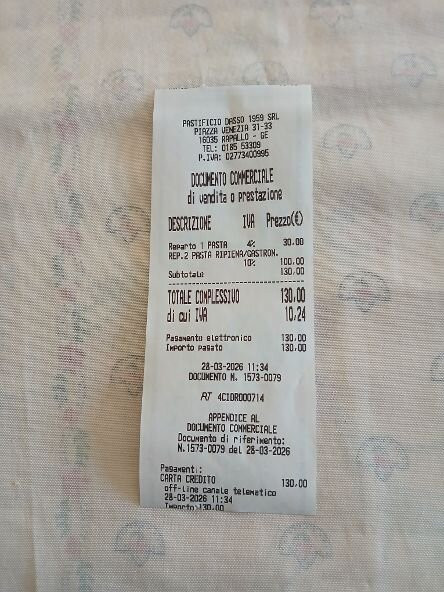 PASTIFICIO DASSO 1959 SRL
PIAZZA VENEZIA 31-33
16035 RAPALLO - GE
TEL: 0185 53309
P.IVA: 02773400995
DOCUMENTO COMMERCIALE
di vendita o prestazione
DESCRIZIONE IVA Prezzo(€)
Reparto 1 PASTA 4% 30,00
REP.2 PASTA RIPIENA/GASTRON.
10% 100,00
Subtotale 130,00
TOTALE COMPLESSIVO 130,00
di cui IVA 10,24
Pagamento elettronico 130,00
Importo pagato 130,00
28-03-2026 11:34
DOCUMENTO N. 1573-0079
RT 4CIDR000714
APPENDICE AL
DOCUMENTO COMMERCIALE
Documento di riferimento:
N.1573-0079 del 28-03-2026
Pagamenti:
CARTA CREDITO 130,00
off-line canale telematico
28-03-2026 11:34
Importo:130,00